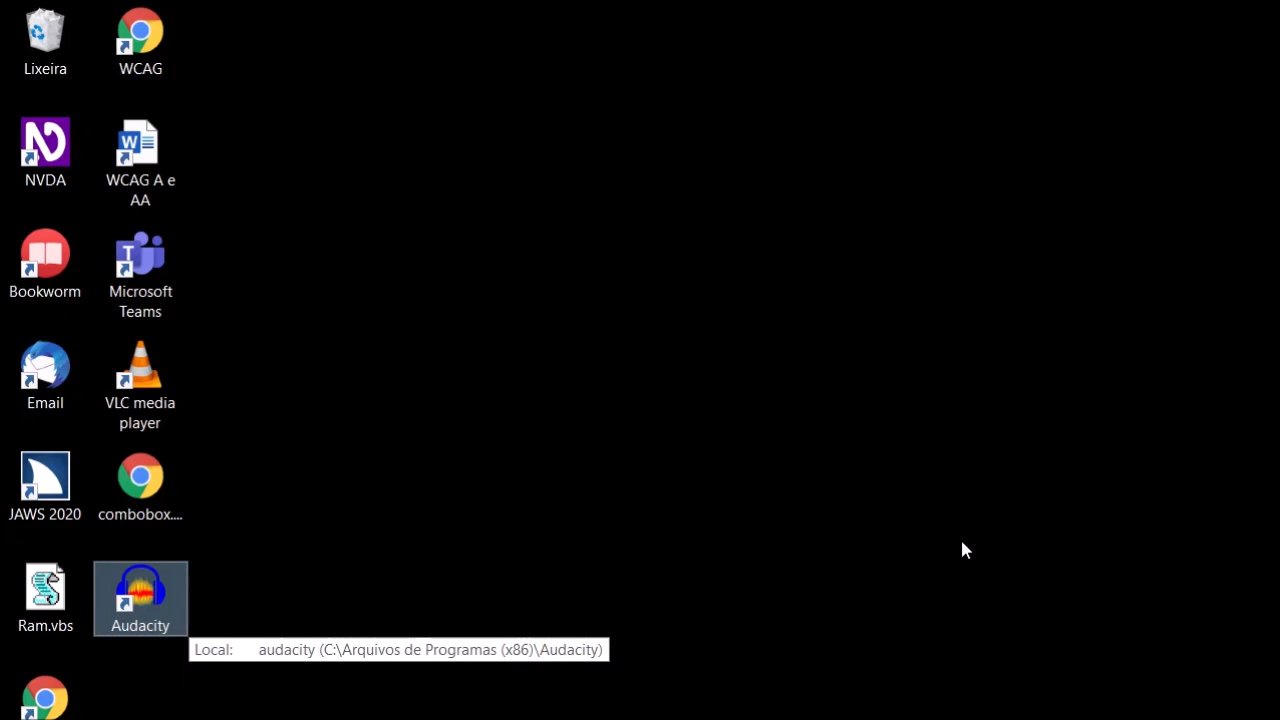 Lixeira
WCAG
NVDA
WCAG A e
AA
Bookworm
Microsoft
Teams
Email
VLC media
player
JAWS 2020
combobox....
Ram.vbs
Audacity
Local: audacity (C:\Arquivos de Programas (x86)\Audacity)